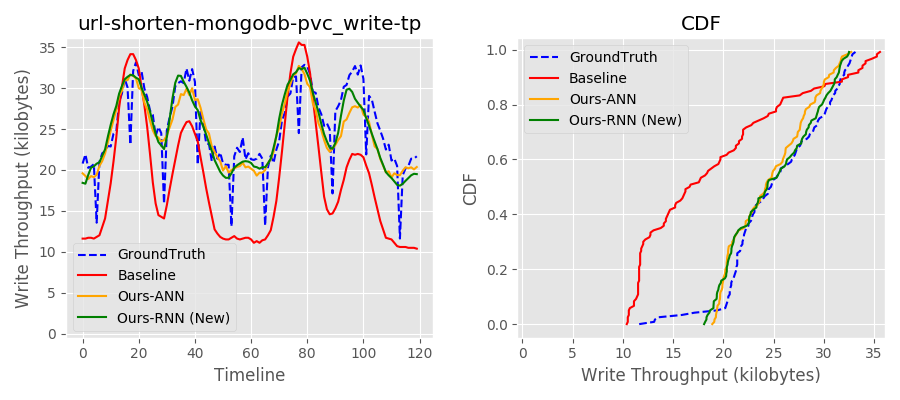 url-shorten-mongodb-pvc_write-tp
Write Throughput (kilobytes)
35
30
25
20
15
10
5
0
GroundTruth
Baseline
Ours-ANN
Ours-RNN (New)
0
20
40
60
80
100
120
Timeline
CDF
CDF
1.0
0.8
0.6
0.4
0.2
0.0
GroundTruth
Baseline
Ours-ANN
Ours-RNN (New)
0
5
10
15
20
25
30
35
Write Throughput (kilobytes)